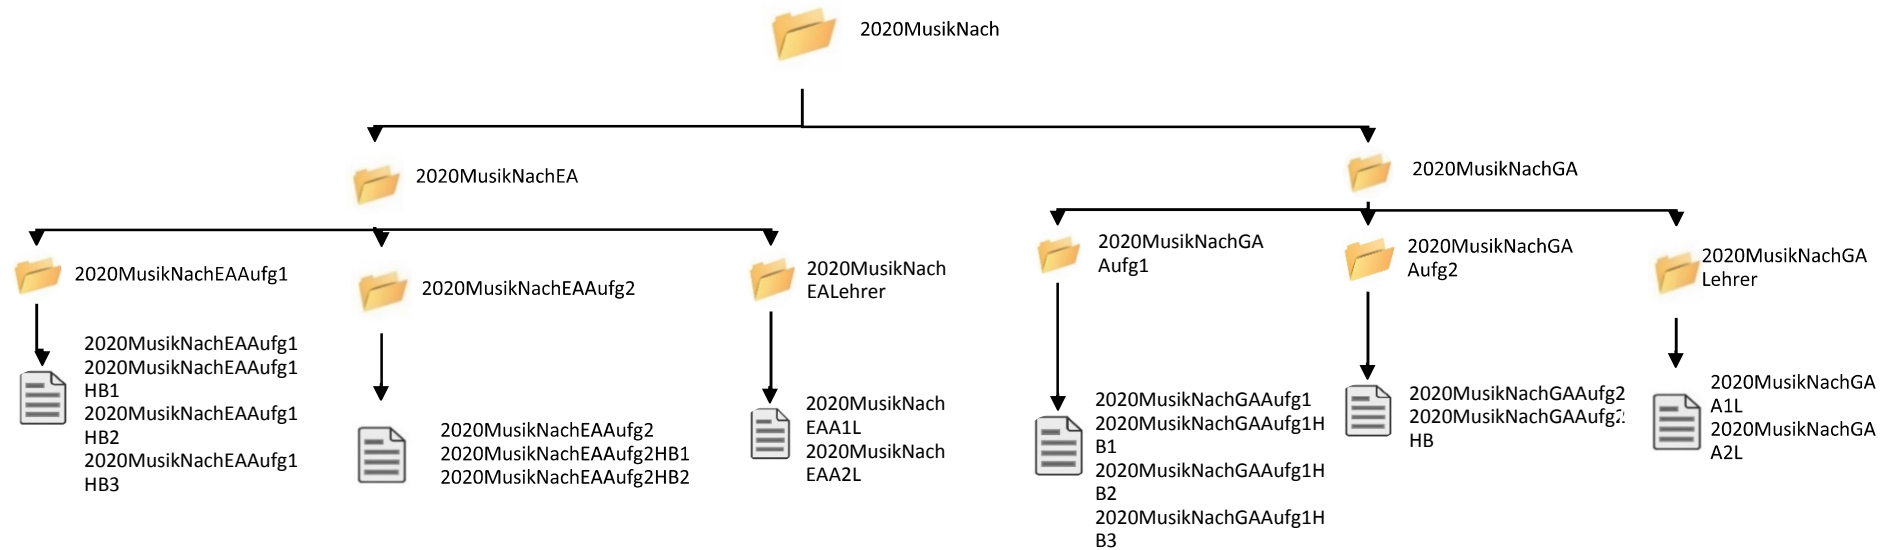 2020MusikNach
2020MusikNachEA
2020MusikNachGA
2020MusikNachEAAufg1
2020MusikNachEAAufg2
2020MusikNach
EALehrer
2020MusikNachGA
Aufg1
2020MusikNachGA
Aufg2
2020MusikNachGA
Lehrer
2020MusikNachEAAufg1
2020MusikNachEAAufg1
HB1
2020MusikNachEAAufg1
HB2
2020MusikNachEAAufg1
HB3
2020MusikNachEAAufg2
2020MusikNachEAAufg2HB1
2020MusikNachEAAufg2HB2
2020MusikNach
EAA1L
2020MusikNach
EAA2L
2020MusikNachGAAufg1
2020MusikNachGAAufg1H
B1
2020MusikNachGAAufg1H
B2
2020MusikNachGAAufg1H
B3
2020MusikNachGAAufg2
2020MusikNachGAAufg2
HB
2020MusikNachGA
A1L
2020MusikNachGA
A2L